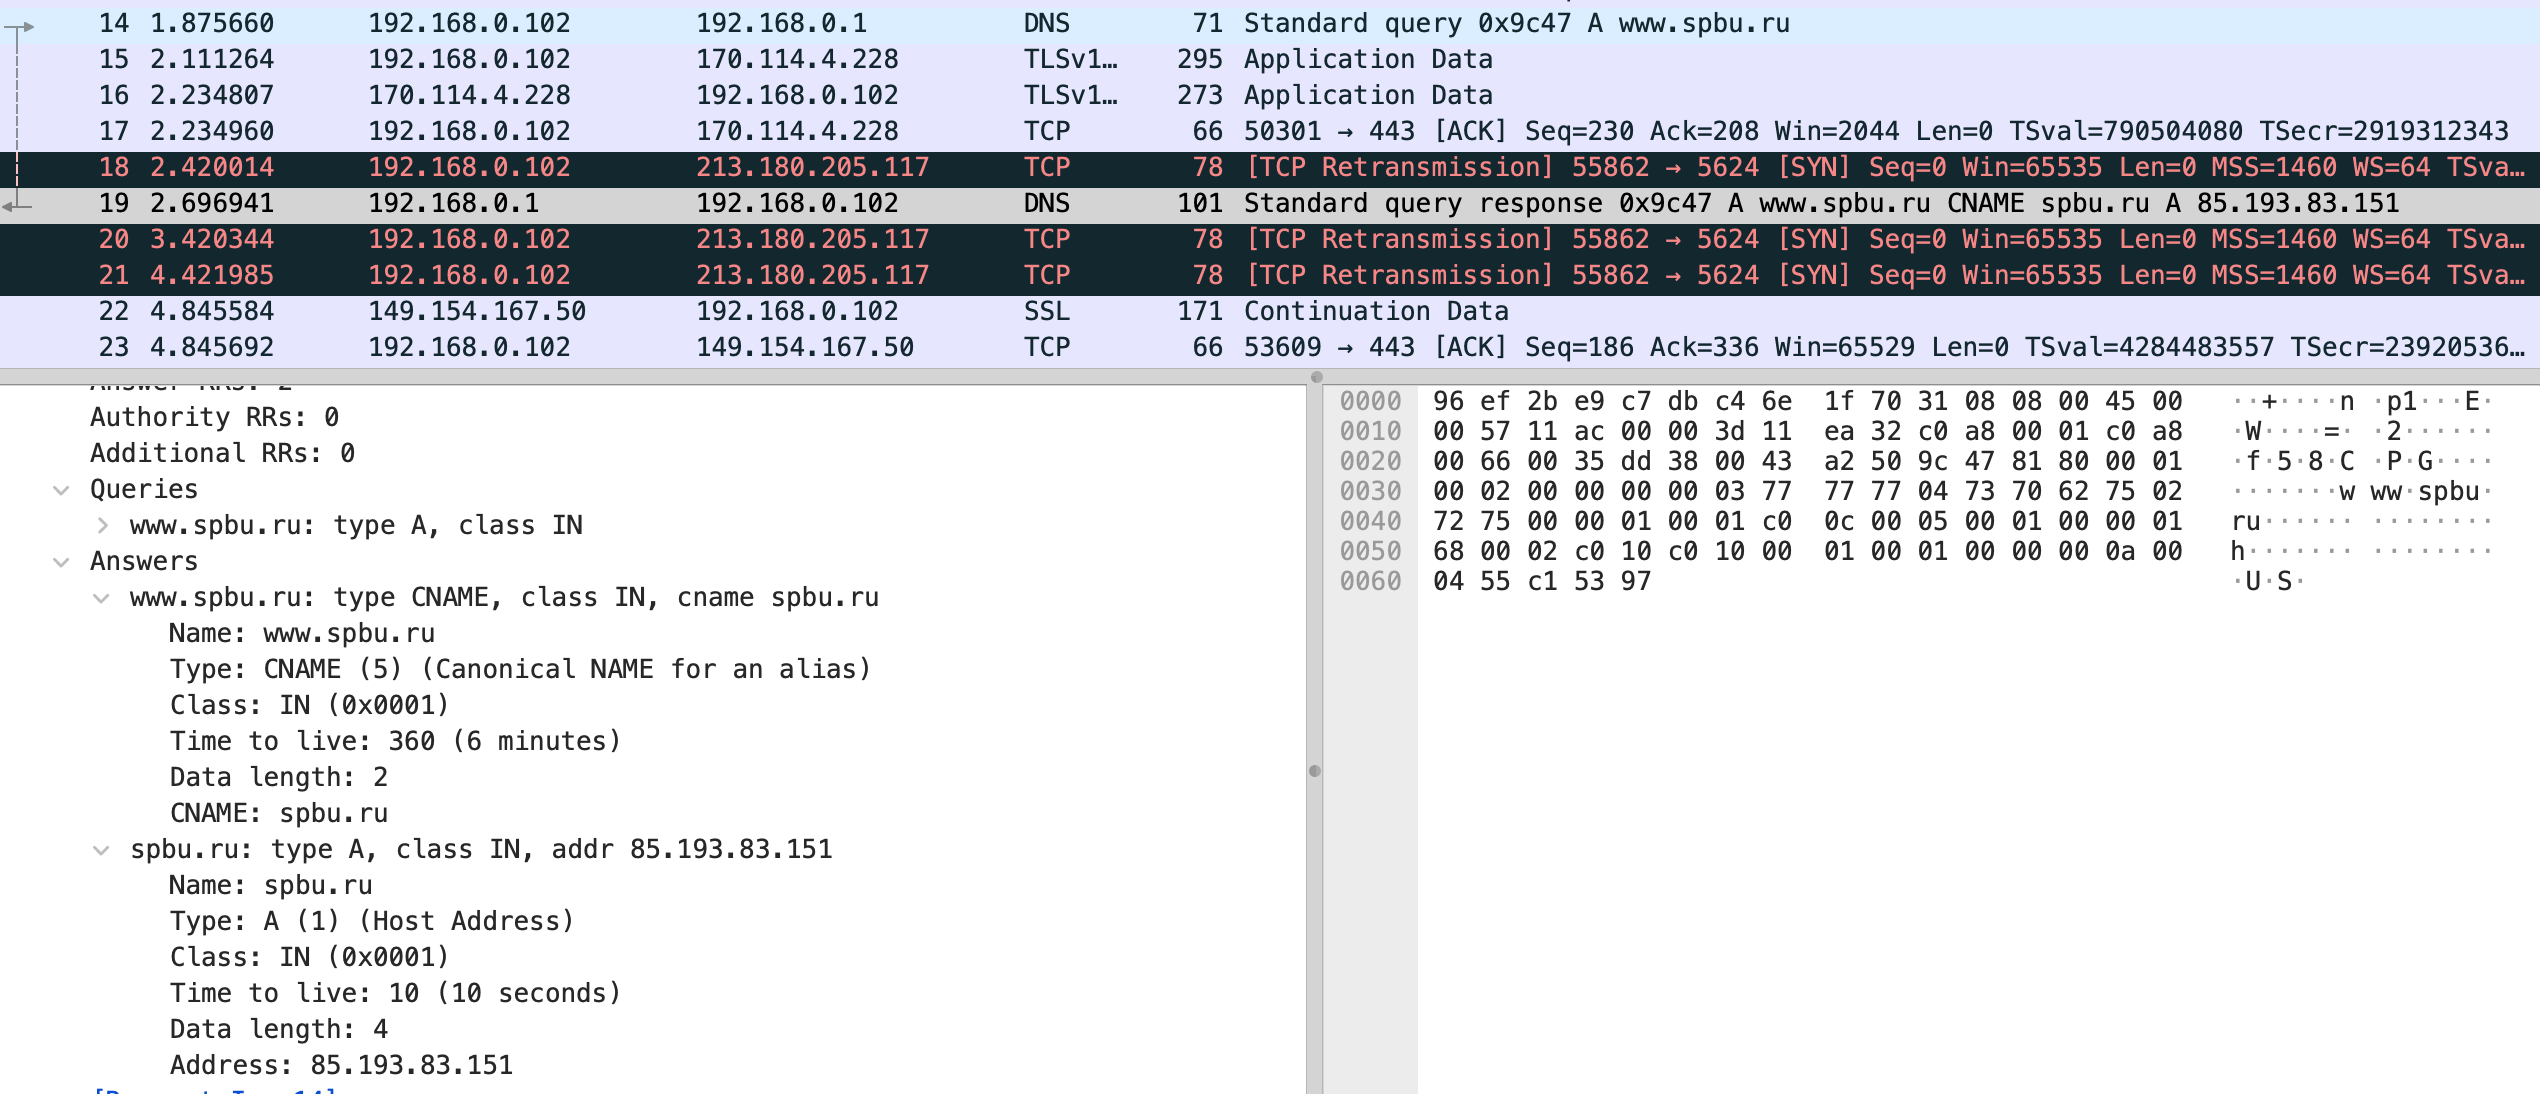 14 1.875660 192.168.0.102 192.168.0.1 DNS 71 Standard query 0x9c47 A www.spbu.ru
15 2.111264 192.168.0.102 170.114.4.228 TLSv1… 295 Application Data
16 2.234807 170.114.4.228 192.168.0.102 TLSv1… 273 Application Data
17 2.234960 192.168.0.102 170.114.4.228 TCP 66 50301 → 443 [ACK] Seq=230 Ack=208 Win=2044 Len=0 TSval=790504080 TSecr=2919312343
18 2.420014 192.168.0.102 213.180.205.117 TCP 78 [TCP Retransmission] 55862 → 5624 [SYN] Seq=0 Win=65535 Len=0 MSS=1460 WS=64 TSva…
19 2.696941 192.168.0.1 192.168.0.102 DNS 101 Standard query response 0x9c47 A www.spbu.ru CNAME spbu.ru A 85.193.83.151
20 3.420344 192.168.0.102 213.180.205.117 TCP 78 [TCP Retransmission] 55862 → 5624 [SYN] Seq=0 Win=65535 Len=0 MSS=1460 WS=64 TSva…
21 4.421985 192.168.0.102 213.180.205.117 TCP 78 [TCP Retransmission] 55862 → 5624 [SYN] Seq=0 Win=65535 Len=0 MSS=1460 WS=64 TSva…
22 4.845584 149.154.167.50 192.168.0.102 SSL 171 Continuation Data
23 4.845692 192.168.0.102 149.154.167.50 TCP 66 53609 → 443 [ACK] Seq=186 Ack=336 Win=65529 Len=0 TSval=4284483557 TSecr=23920536…
Answer RRs: 2
Authority RRs: 0
Additional RRs: 0
Queries
www.spbu.ru: type A, class IN
Answers
www.spbu.ru: type CNAME, class IN, cname spbu.ru
Name: www.spbu.ru
Type: CNAME (5) (Canonical NAME for an alias)
Class: IN (0x0001)
Time to live: 360 (6 minutes)
Data length: 2
CNAME: spbu.ru
spbu.ru: type A, class IN, addr 85.193.83.151
Name: spbu.ru
Type: A (1) (Host Address)
Class: IN (0x0001)
Time to live: 10 (10 seconds)
Data length: 4
Address: 85.193.83.151
[Request In: 14]
0000 96 ef 2b e9 c7 db c4 6e 1f 70 31 08 08 00 45 00 ··+····n ·p1···E·
0010 00 57 11 ac 00 00 3d 11 ea 32 c0 a8 00 01 c0 a8 ·W····=· ·2······
0020 00 66 00 35 dd 38 00 43 a2 50 9c 47 81 80 00 01 ·f·5·8·C ·P·G····
0030 00 02 00 00 00 00 03 77 77 77 04 73 70 62 75 02 ·······w ww·spbu·
0040 72 75 00 00 01 00 01 c0 0c 00 05 00 01 00 00 01 ru······ ········
0050 68 00 02 c0 10 c0 10 00 01 00 01 00 00 00 0a 00 h······· ········
0060 04 55 c1 53 97 ·U·S·